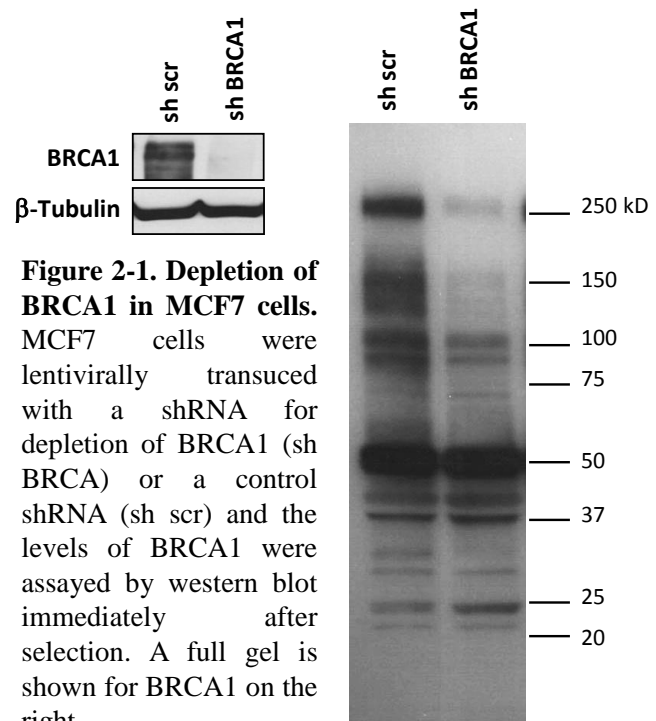 sh scr
sh BRCA1
BRCA1
β-Tubulin
Figure 2-1. Depletion of
BRCA1 in MCF7 cells.
MCF7 cells were
lentivirally transuced
with a shRNA for
depletion of BRCA1 (sh
BRCA) or a control
shRNA (sh scr) and the
levels of BRCA1 were
assayed by western blot
immediately after
selection. A full gel is
shown for BRCA1 on the
right
sh scr
sh BRCA1
250 kD
150
100
75
50
37
25
20